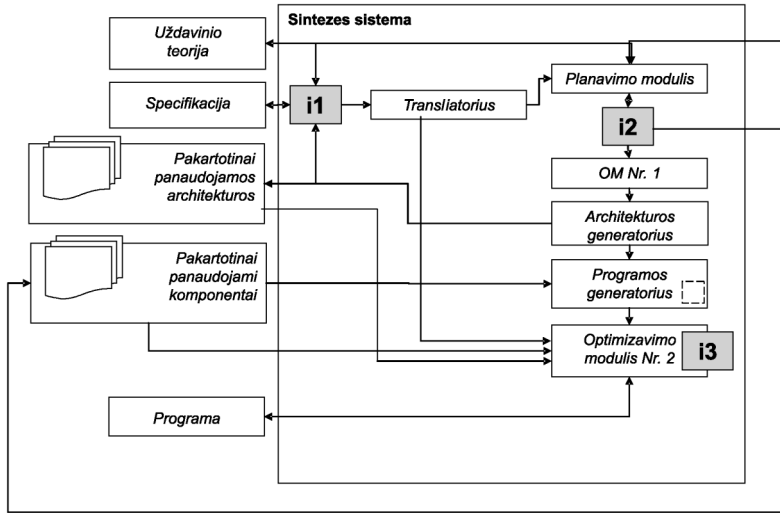 Sintezes sistema
Uždavinio
teorija
Planavimo modulis
Specifikacija
i1
Transliatorius
i2
Pakartotinai
panaudojamos
architekturos
OM Nr. 1
Architekturos
generatorius
Pakartotinai
panaudojami
komponentai
Programos
generatorius
Optimizavimo
modulis Nr. 2
i3
Programa